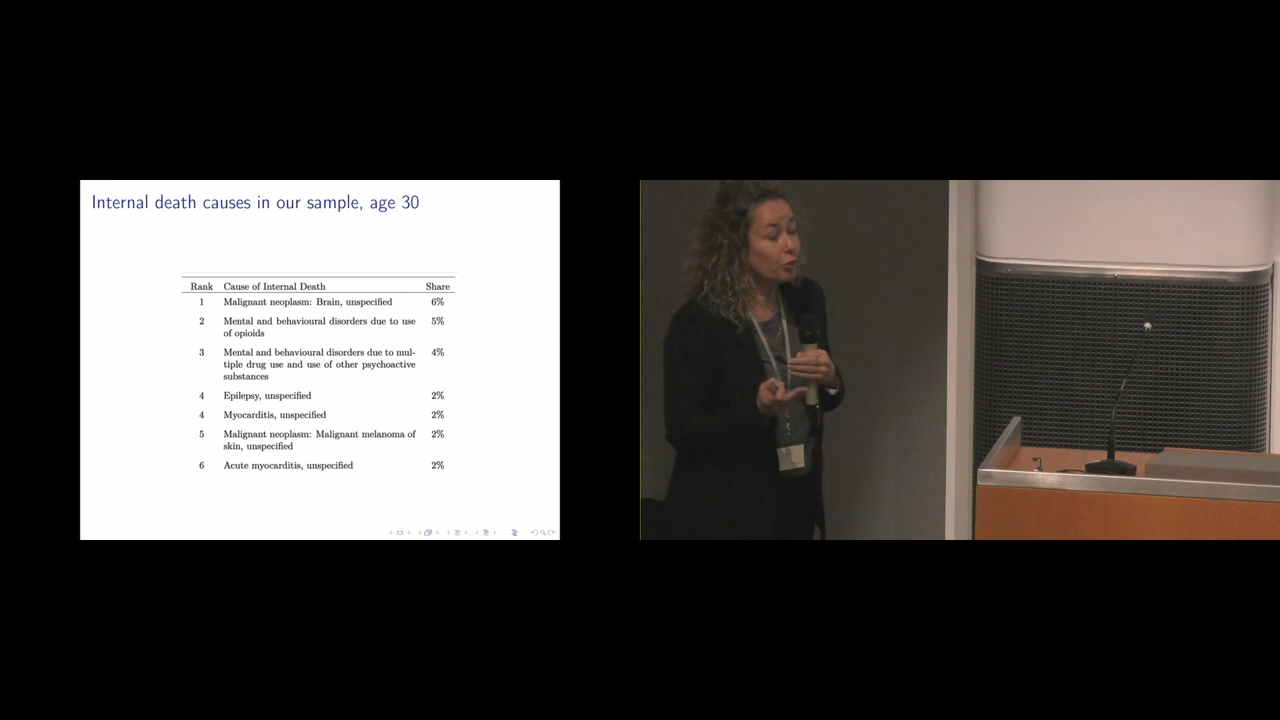 Internal death causes in our sample, age 30
Rank Cause of Internal Death Share
1 Malignant neoplasm: Brain, unspecified 6%
2 Mental and behavioural disorders due to use 5%
of opioids
3 Mental and behavioural disorders due to mul- 4%
tiple drug use and use of other psychoactive
substances
4 Epilepsy, unspecified 2%
4 Myocarditis, unspecified 2%
5 Malignant neoplasm: Malignant melanoma of 2%
skin, unspecified
6 Acute myocarditis, unspecified 2%